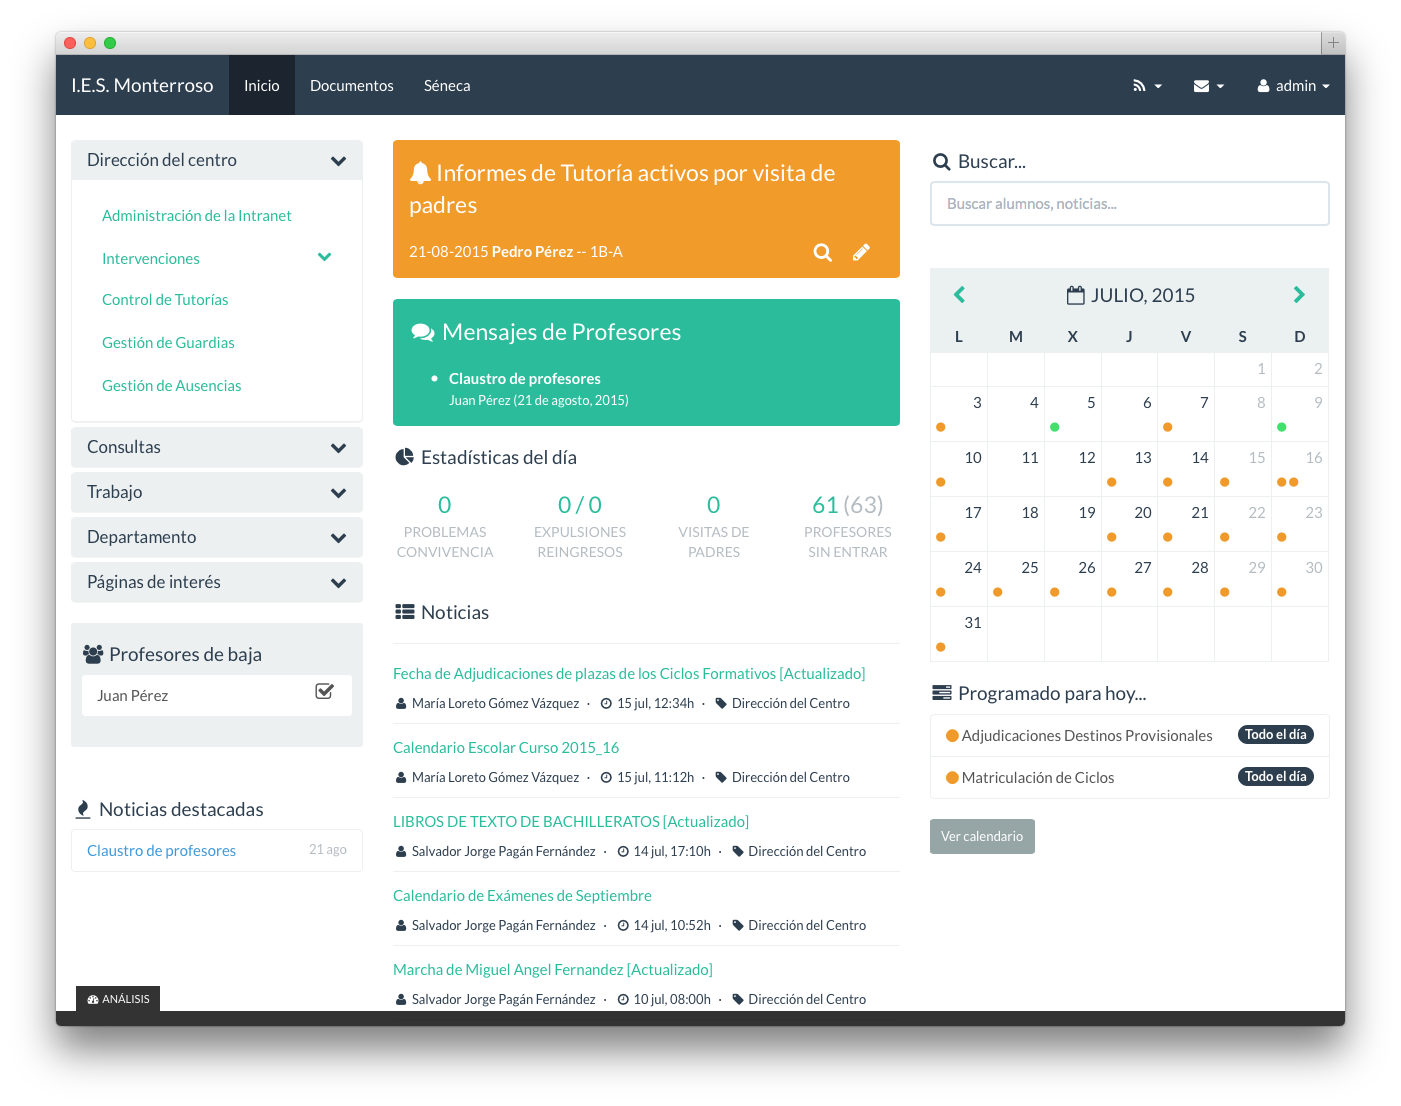 I.E.S. Monterroso
Inicio
Documentos
Séneca
admin
Dirección del centro
Administración de la Intranet
Intervenciones
Control de Tutorías
Gestión de Guardias
Gestión de Ausencias
Consultas
Trabajo
Departamento
Páginas de interés
Profesores de baja
Juan Pérez
Noticias destacadas
Claustro de profesores 21 ago
ANÁLISIS
Informes de Tutoría activos por visita de
padres
21-08-2015 Pedro Pérez -- 1B-A
Mensajes de Profesores
Claustro de profesores
Juan Pérez (21 de agosto, 2015)
Estadísticas del día
0 0 / 0 0 61 (63)
PROBLEMAS EXPULSIONES VISITAS DE PROFESORES
CONVIVENCIA REINGRESOS PADRES SIN ENTRAR
Noticias
Fecha de Adjudicaciones de plazas de los Ciclos Formativos [Actualizado]
María Loreto Gómez Vázquez · 15 jul, 12:34h · Dirección del Centro
Calendario Escolar Curso 2015_16
María Loreto Gómez Vázquez · 15 jul, 11:12h · Dirección del Centro
LIBROS DE TEXTO DE BACHILLERATOS [Actualizado]
Salvador Jorge Pagán Fernández · 14 jul, 17:10h · Dirección del Centro
Calendario de Exámenes de Septiembre
Salvador Jorge Pagán Fernández · 14 jul, 10:52h · Dirección del Centro
Marcha de Miguel Angel Fernandez [Actualizado]
Salvador Jorge Pagán Fernández · 10 jul, 08:00h · Dirección del Centro
Buscar...
Buscar alumnos, noticias...
JULIO, 2015
L M X J V S D
1 2
3 4 5 6 7 8 9
10 11 12 13 14 15 16
17 18 19 20 21 22 23
24 25 26 27 28 29 30
31
Programado para hoy...
Adjudicaciones Destinos Provisionales Todo el día
Matriculación de Ciclos Todo el día
Ver calendario